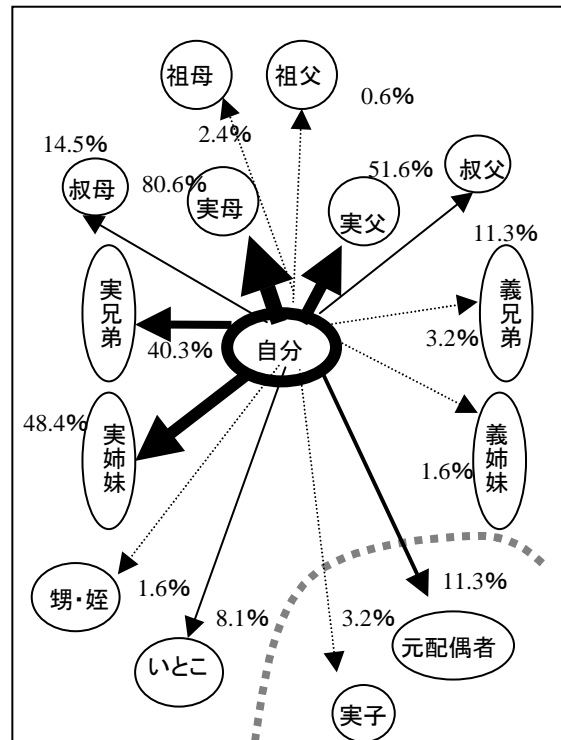 祖母
祖父
0.6%
2.4%
14.5%
叔母
80.6%
実母
実父
51.6%
叔父
11.3%
実兄弟
義兄弟
40.3%
自分
3.2%
48.4%
実姉妹
義姉妹
1.6%
甥・姪
1.6%
8.1%
3.2%
11.3%
いとこ
元配偶者
実子